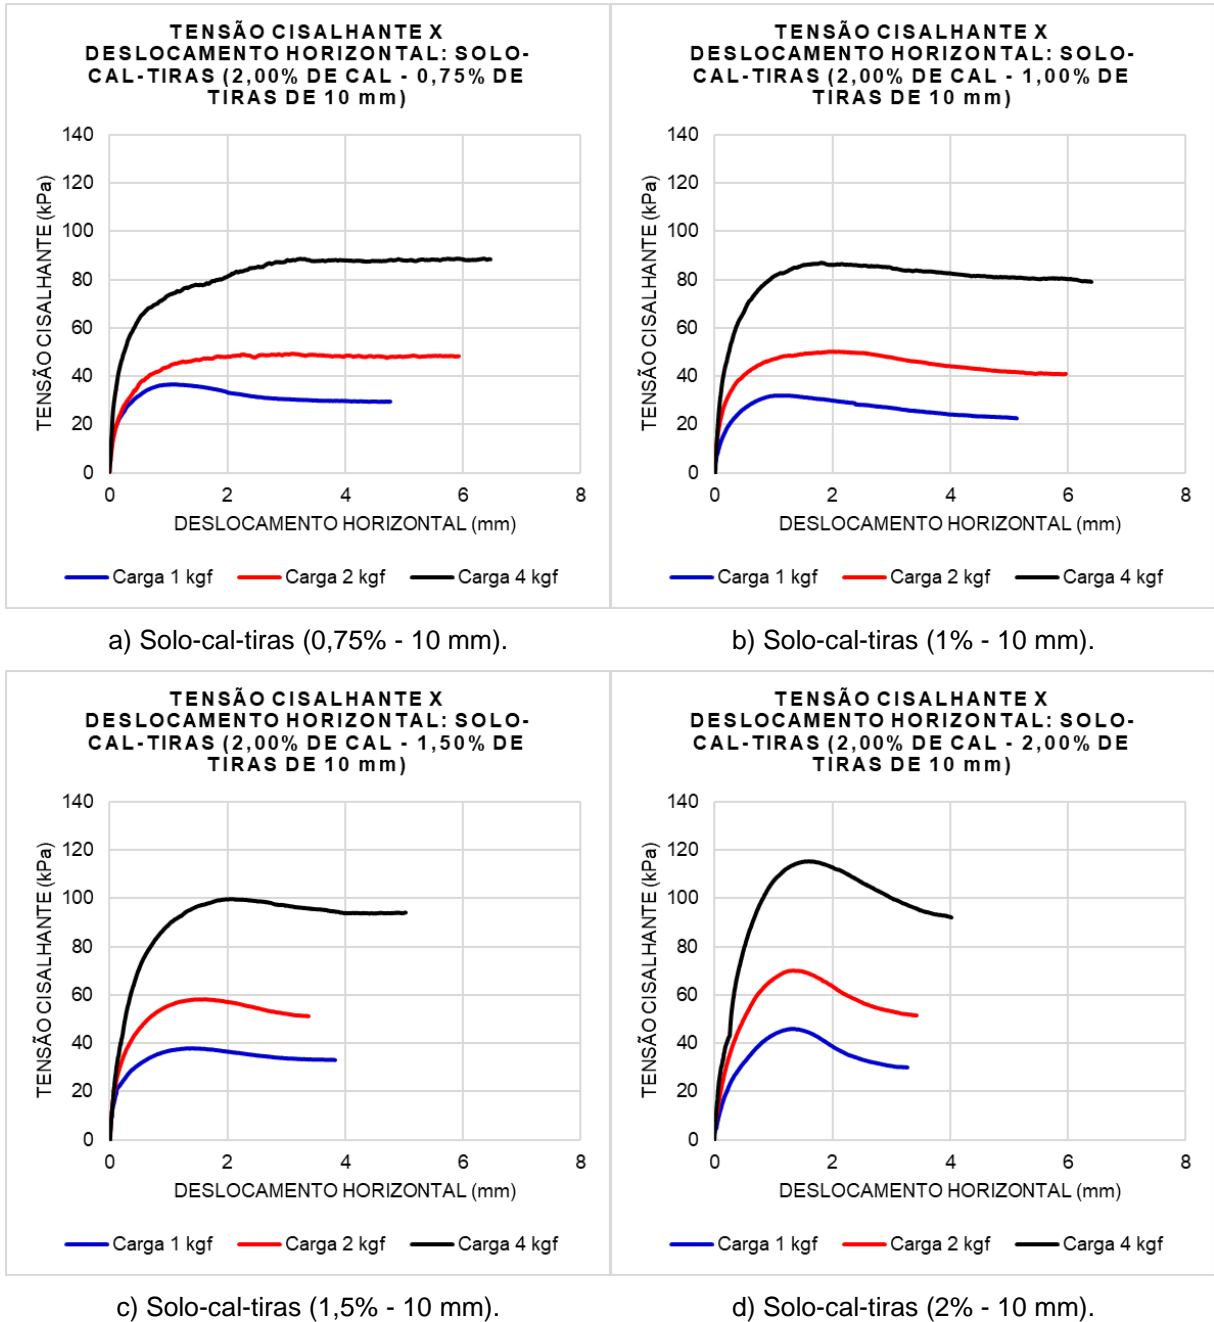 TENSÃO CISALHANTE X
DESLOCAMENTO HORIZONTAL: SOLO-
CAL-TIRAS (2,00% DE CAL - 0,75% DE
TIRAS DE 10 mm)
TENSÃO CISALHANTE (kPa)
140
120
100
80
60
40
20
0
0 2 4 6 8
DESLOCAMENTO HORIZONTAL (mm)
Carga 1 kgf Carga 2 kgf Carga 4 kgf
a) Solo-cal-tiras (0,75% - 10 mm).
TENSÃO CISALHANTE X
DESLOCAMENTO HORIZONTAL: SOLO-
CAL-TIRAS (2,00% DE CAL - 1,00% DE
TIRAS DE 10 mm)
TENSÃO CISALHANTE (kPa)
140
120
100
80
60
40
20
0
0 2 4 6 8
DESLOCAMENTO HORIZONTAL (mm)
Carga 1 kgf Carga 2 kgf Carga 4 kgf
b) Solo-cal-tiras (1% - 10 mm).
TENSÃO CISALHANTE X
DESLOCAMENTO HORIZONTAL: SOLO-
CAL-TIRAS (2,00% DE CAL - 1,50% DE
TIRAS DE 10 mm)
TENSÃO CISALHANTE (kPa)
140
120
100
80
60
40
20
0
0 2 4 6 8
DESLOCAMENTO HORIZONTAL (mm)
Carga 1 kgf Carga 2 kgf Carga 4 kgf
c) Solo-cal-tiras (1,5% - 10 mm).
TENSÃO CISALHANTE X
DESLOCAMENTO HORIZONTAL: SOLO-
CAL-TIRAS (2,00% DE CAL - 2,00% DE
TIRAS DE 10 mm)
TENSÃO CISALHANTE (kPa)
140
120
100
80
60
40
20
0
0 2 4 6 8
DESLOCAMENTO HORIZONTAL (mm)
Carga 1 kgf Carga 2 kgf Carga 4 kgf
d) Solo-cal-tiras (2% - 10 mm).